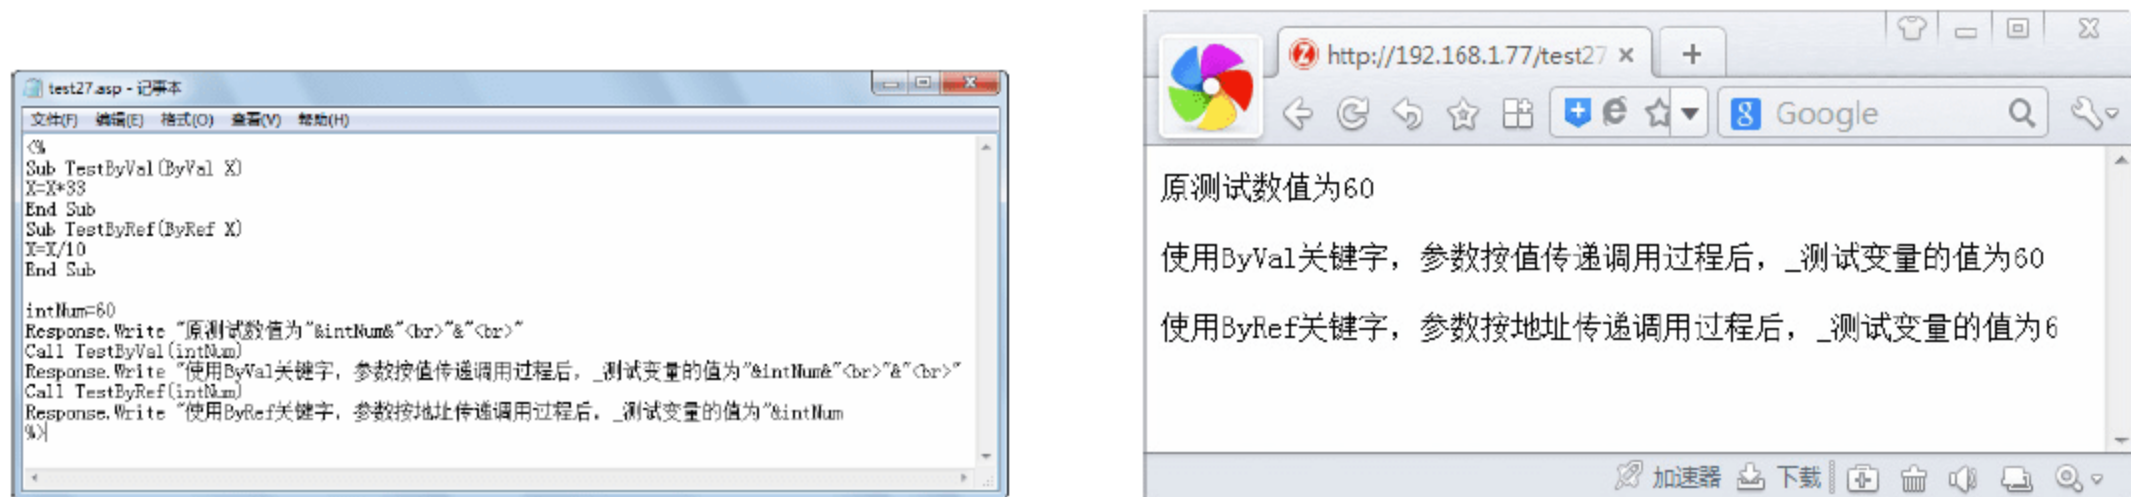 test27.asp - 记事本
文件(F) 编辑(E) 格式(O) 查看(V) 帮助(H)
<%
Sub TestByVal(ByVal X)
X=X*33
End Sub
Sub TestByRef(ByRef X)
X=X/10
End Sub
intNum=60
Response.Write "原测试数值为"&intNum&"<br>"&"<br>"
Call TestByVal(intNum)
Response.Write "使用ByVal关键字，参数按值传递调用过程后，_测试变量的值为"&intNum&"<br>"&"<br>"
Call TestByRef(intNum)
Response.Write "使用ByRef关键字，参数按地址传递调用过程后，_测试变量的值为"&intNum
%>
http://192.168.1.77/test27
Google
原测试数值为60
使用ByVal关键字，参数按值传递调用过程后，_测试变量的值为60
使用ByRef关键字，参数按地址传递调用过程后，_测试变量的值为6
加速器 下载